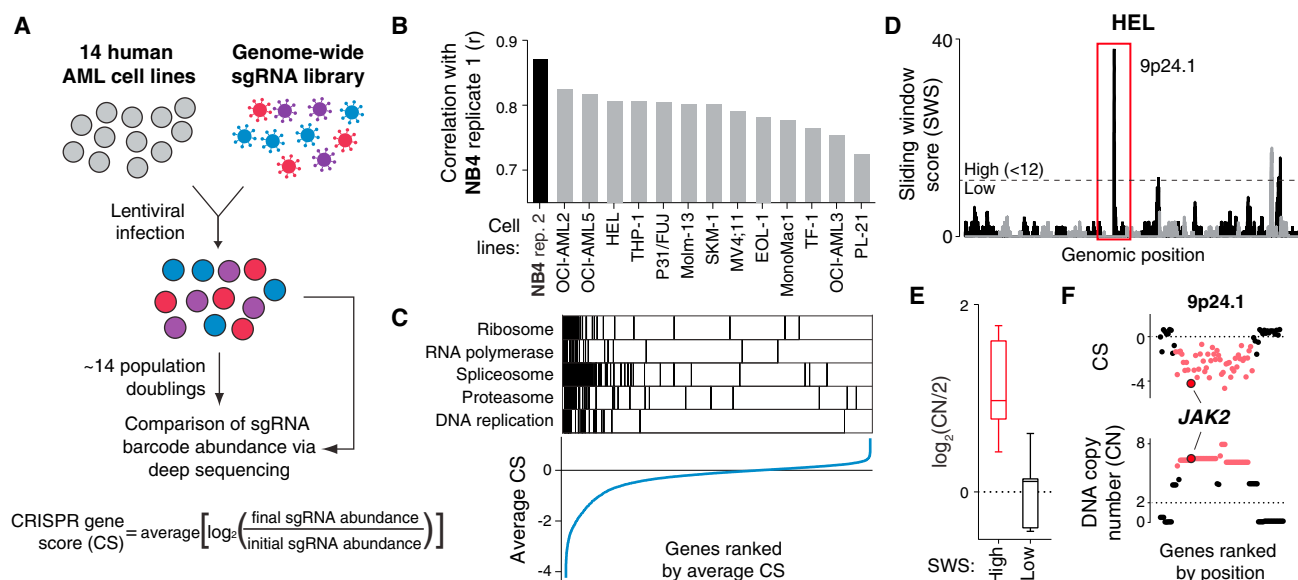 A
14 human
AML cell lines
Genome-wide
sgRNA library
Lentiviral
infection
~14 population
doublings
Comparison of sgRNA
barcode abundance via
deep sequencing
CRISPR gene
score (CS)
= average[log2(final sgRNA abundance
initial sgRNA abundance)]
B
Correlation with
NB4 replicate 1 (r)
0.9
0.8
0.7
Cell
lines:
NB4 rep. 2
OCI-AML2
OCI-AML5
HEL
THP-1
P31/FUJ
Molm-13
SKM-1
MV4;11
EOL-1
MonoMac1
TF-1
OCI-AML3
PL-21
C
Ribosome
RNA polymerase
Spliceosome
Proteasome
DNA replication
Average CS
0
-2
-4
Genes ranked
by average CS
D
HEL
Sliding window
score (SWS)
40
0
9p24.1
High (<12)
Low
Genomic position
E
log2(CN/2)
2
0
SWS:
High
Low
F
9p24.1
CS
0
-4
JAK2
DNA copy
number (CN)
8
2
0
Genes ranked
by position